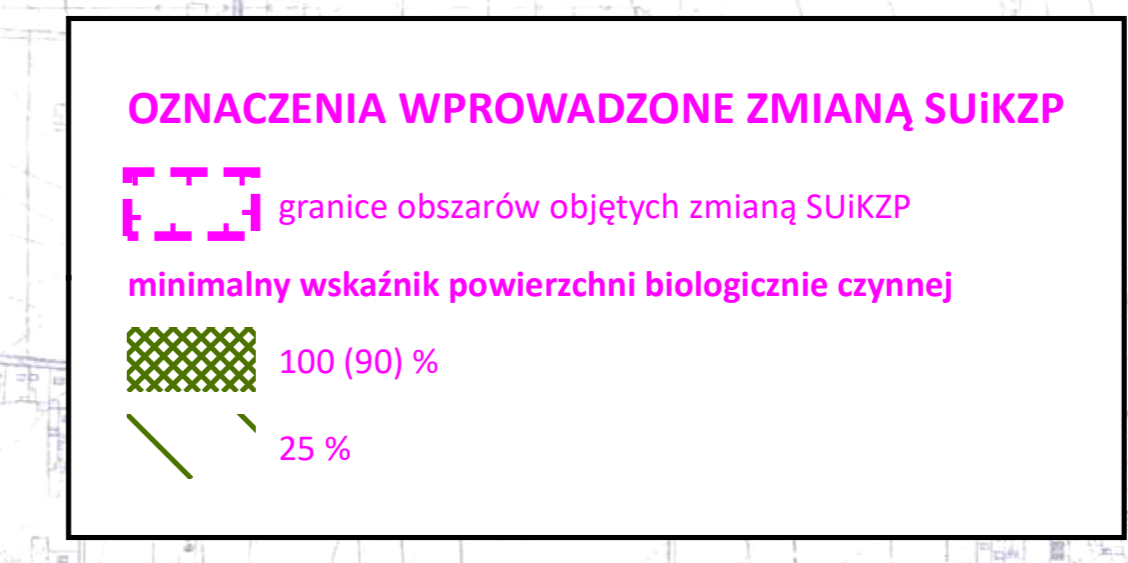 OZNACZENIA WPROWADZONE ZMIANĄ SUiKZP
granice obszarów objętych zmianą SUiKZP
minimalny wskaźnik powierzchni biologicznie czynnej
100 (90) %
25 %